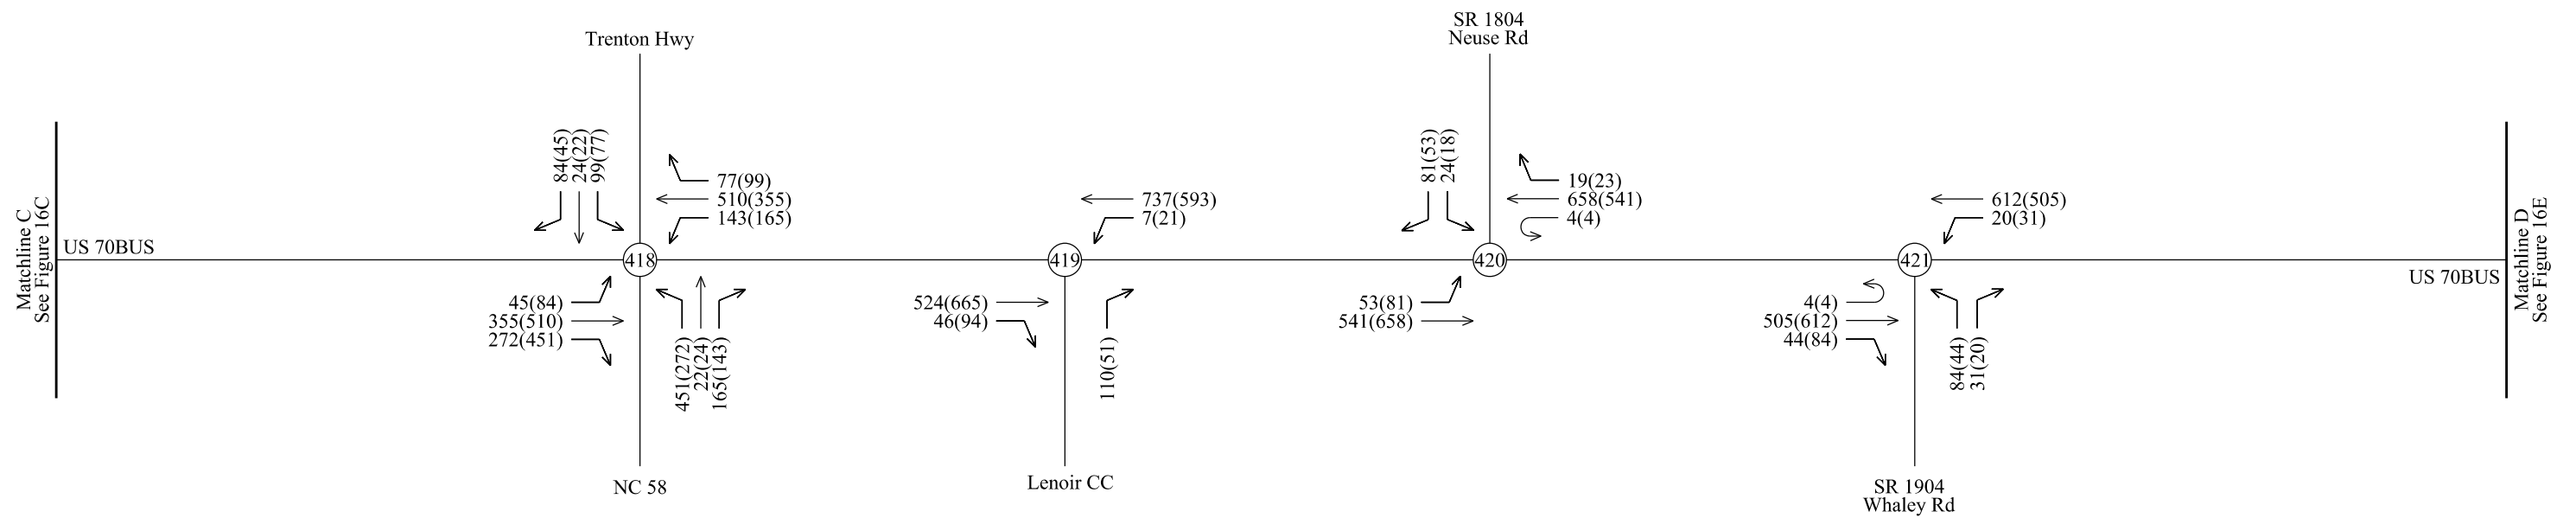 SR 1804
Neuse Rd
Trenton Hwy
Matchline C
See Figure 16C
US 70BUS
84(45)
24(22)
99(77)
77(99)
510(355)
143(165)
418
45(84)
355(510)
272(451)
451(272)
22(24)
165(143)
NC 58
737(593)
7(21)
419
524(665)
46(94)
110(51)
Lenoir CC
81(53)
24(18)
19(23)
658(541)
4(4)
420
53(81)
541(658)
612(505)
20(31)
421
4(4)
505(612)
44(84)
84(44)
31(20)
SR 1904
Whaley Rd
US 70BUS
Matchline D
See Figure 16E